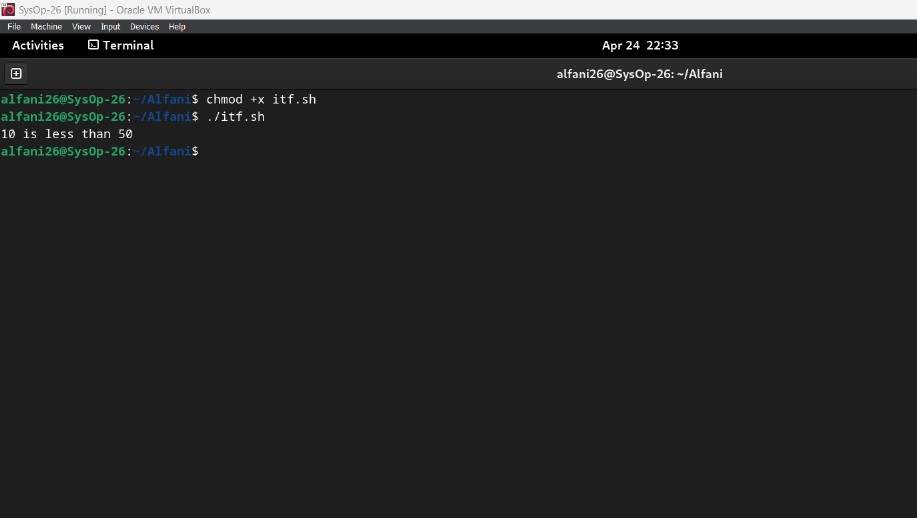 SysOp-26 [Running] - Oracle VM VirtualBox
File Machine View Input Devices Help
Activities Terminal Apr 24 22:33
alfani26@SysOp-26: ~/Alfani
alfani26@SysOp-26:~/Alfani$ chmod +x itf.sh
alfani26@SysOp-26:~/Alfani$ ./itf.sh
10 is less than 50
alfani26@SysOp-26:~/Alfani$